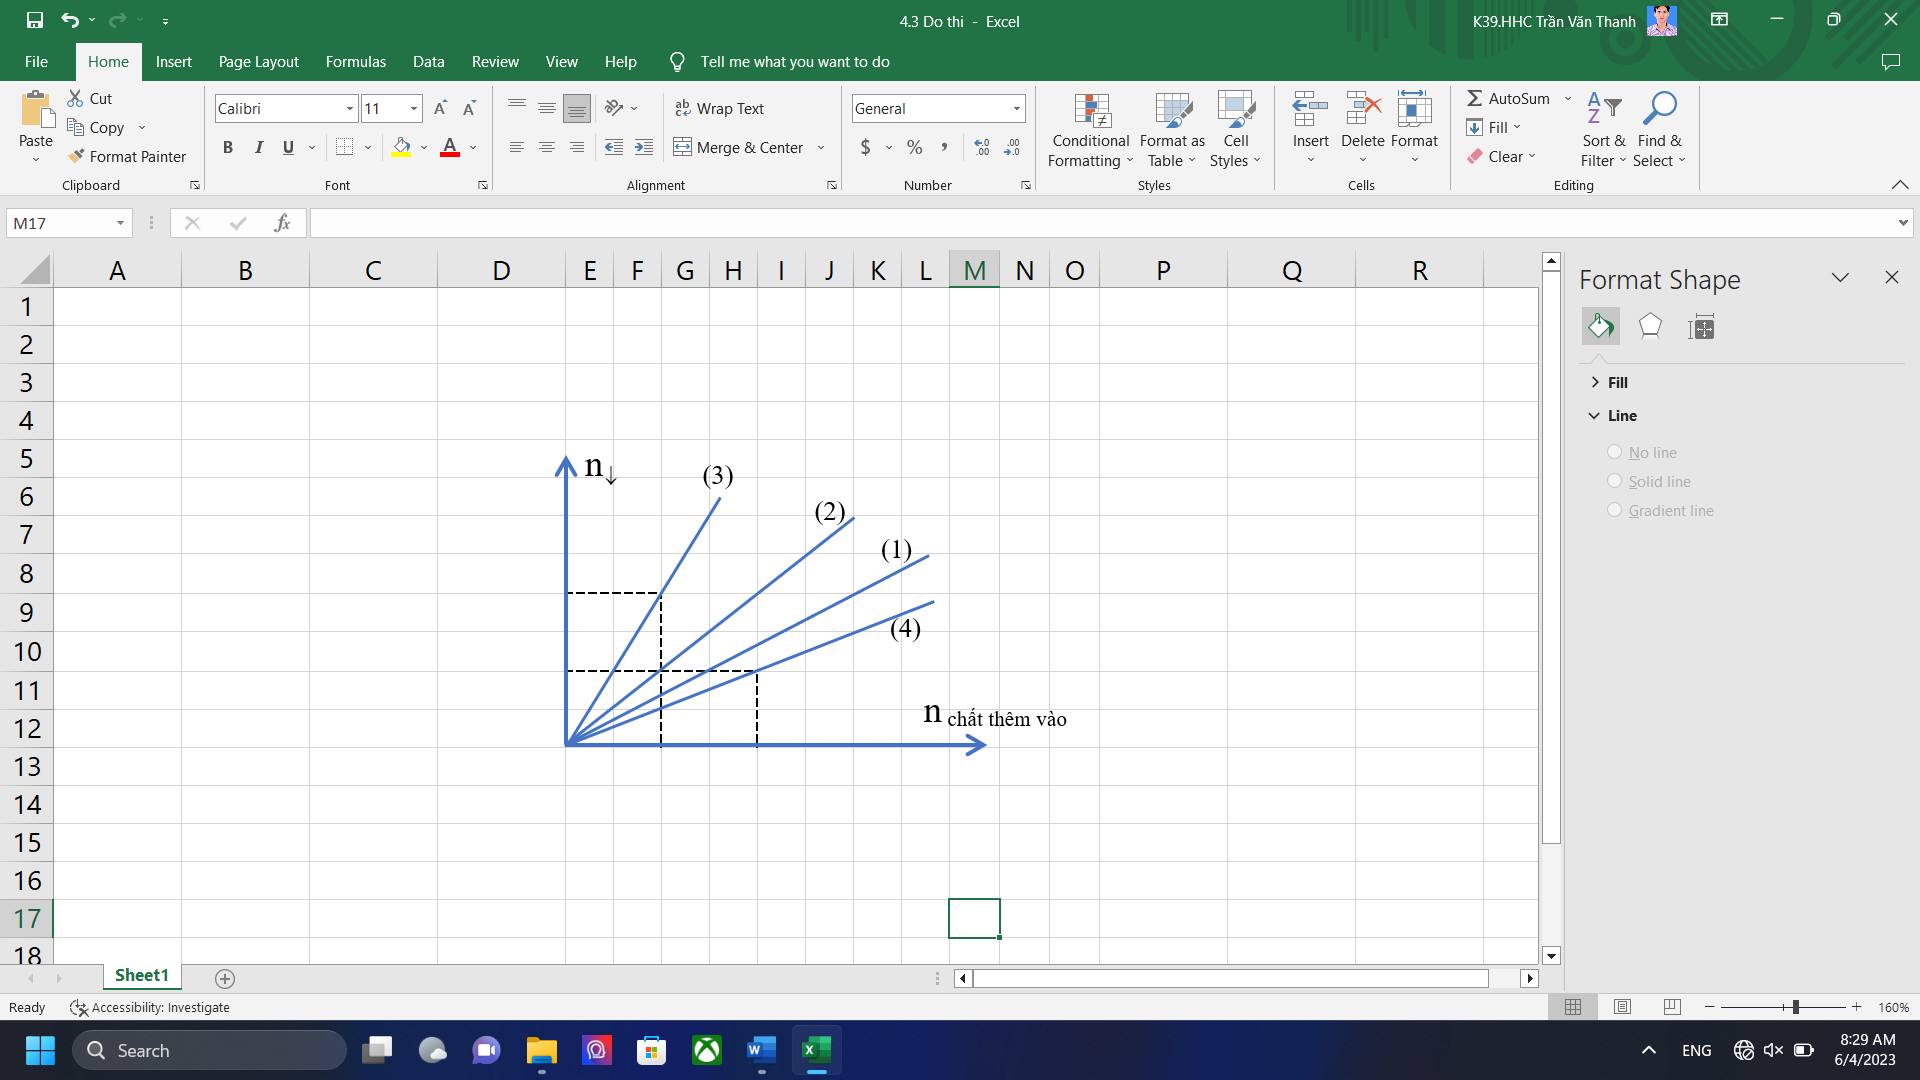 4.3 Do thi - Excel
K39.HHC Trần Văn Thanh
File Home Insert Page Layout Formulas Data Review View Help Tell me what you want to do
Paste
Cut
Copy
Format Painter
Clipboard
Calibri 11
B I U
Font
Wrap Text
Merge & Center
Alignment
General
$ % ,
Number
Conditional Formatting
Format as Table
Cell Styles
Styles
Insert Delete Format
Cells
AutoSum
Fill
Clear
Sort & Filter
Find & Select
Editing
M17
fx
A B C D E F G H I J K L M N O P Q R
1
2
3
4
5
6
7
8
9
10
11
12
13
14
15
16
17
18
n↓
(3)
(2)
(1)
(4)
n chất thêm vào
Format Shape
Fill
Line
No line
Solid line
Gradient line
Sheet1
Ready Accessibility: Investigate
160%
Search
ENG
8:29 AM
6/4/2023